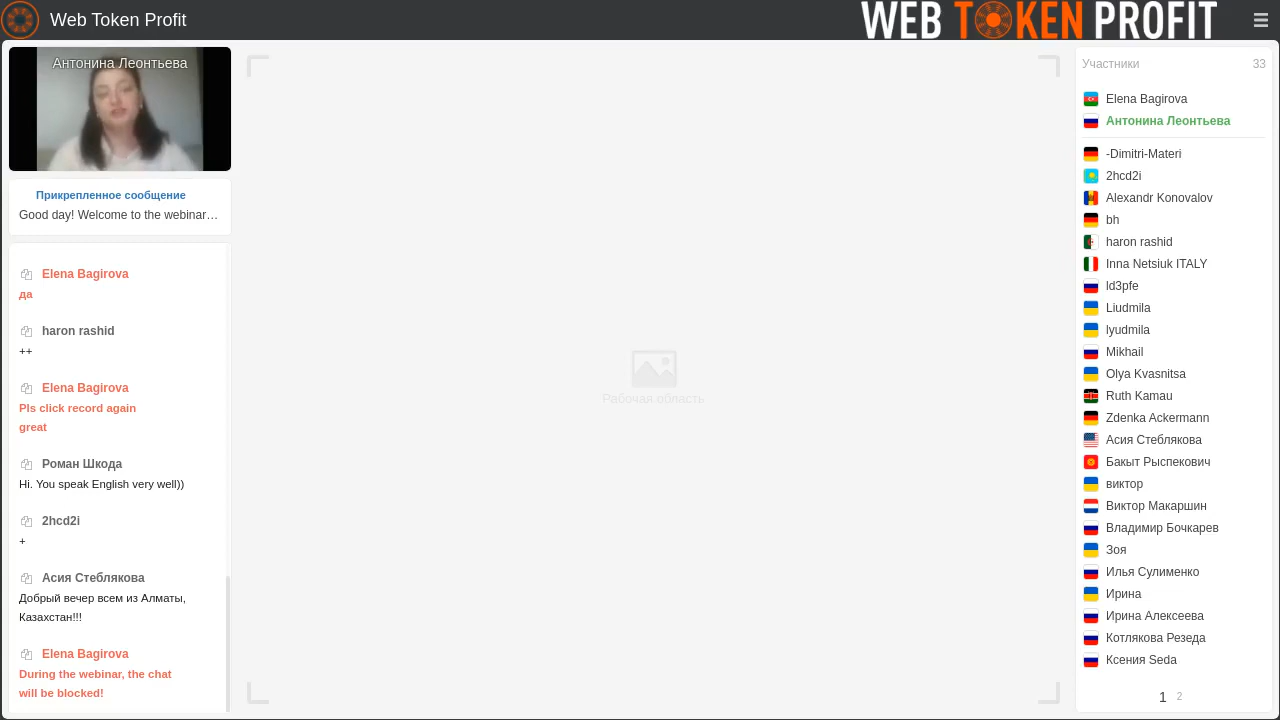 Web Token Profit
WEB TOKEN PROFIT
Антонина Леонтьева
Прикрепленное сообщение
Good day! Welcome to the webinar…
Elena Bagirova
да
haron rashid
++
Elena Bagirova
Pls click record again
great
Роман Шкода
Hi. You speak English very well))
2hcd2i
+
Асия Стеблякова
Добрый вечер всем из Алматы,
Казахстан!!!
Elena Bagirova
During the webinar, the chat
will be blocked!
Рабочая область
Участники 33
Elena Bagirova
Антонина Леонтьева
-Dimitri-Materi
2hcd2i
Alexandr Konovalov
bh
haron rashid
Inna Netsiuk ITALY
ld3pfe
Liudmila
lyudmila
Mikhail
Olya Kvasnitsa
Ruth Kamau
Zdenka Ackermann
Асия Стеблякова
Бакыт Рыспекович
виктор
Виктор Макаршин
Владимир Бочкарев
Зоя
Илья Сулименко
Ирина
Ирина Алексеева
Котлякова Резеда
Ксения Seda
1 2